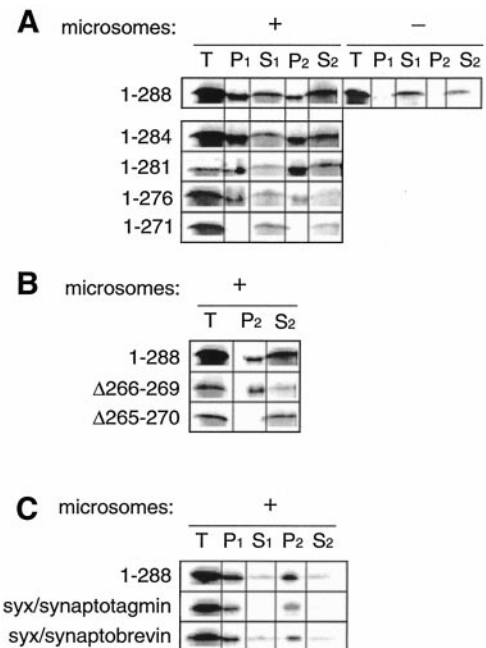 A
microsomes: + −
T P1 S1 P2 S2 T P1 S1 P2 S2
1-288
1-284
1-281
1-276
1-271
B
microsomes: +
T P2 S2
1-288
Δ266-269
Δ265-270
C
microsomes: +
T P1 S1 P2 S2
1-288
syx/synaptotagmin
syx/synaptobrevin